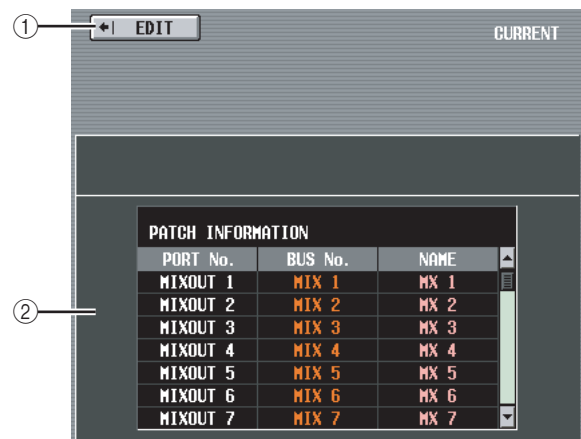 ① EDIT CURRENT
PATCH INFORMATION
PORT No. BUS No. NAME
MIXOUT 1 MIX 1 MX 1
MIXOUT 2 MIX 2 MX 2
② MIXOUT 3 MIX 3 MX 3
MIXOUT 4 MIX 4 MX 4
MIXOUT 5 MIX 5 MX 5
MIXOUT 6 MIX 6 MX 6
MIXOUT 7 MIX 7 MX 7